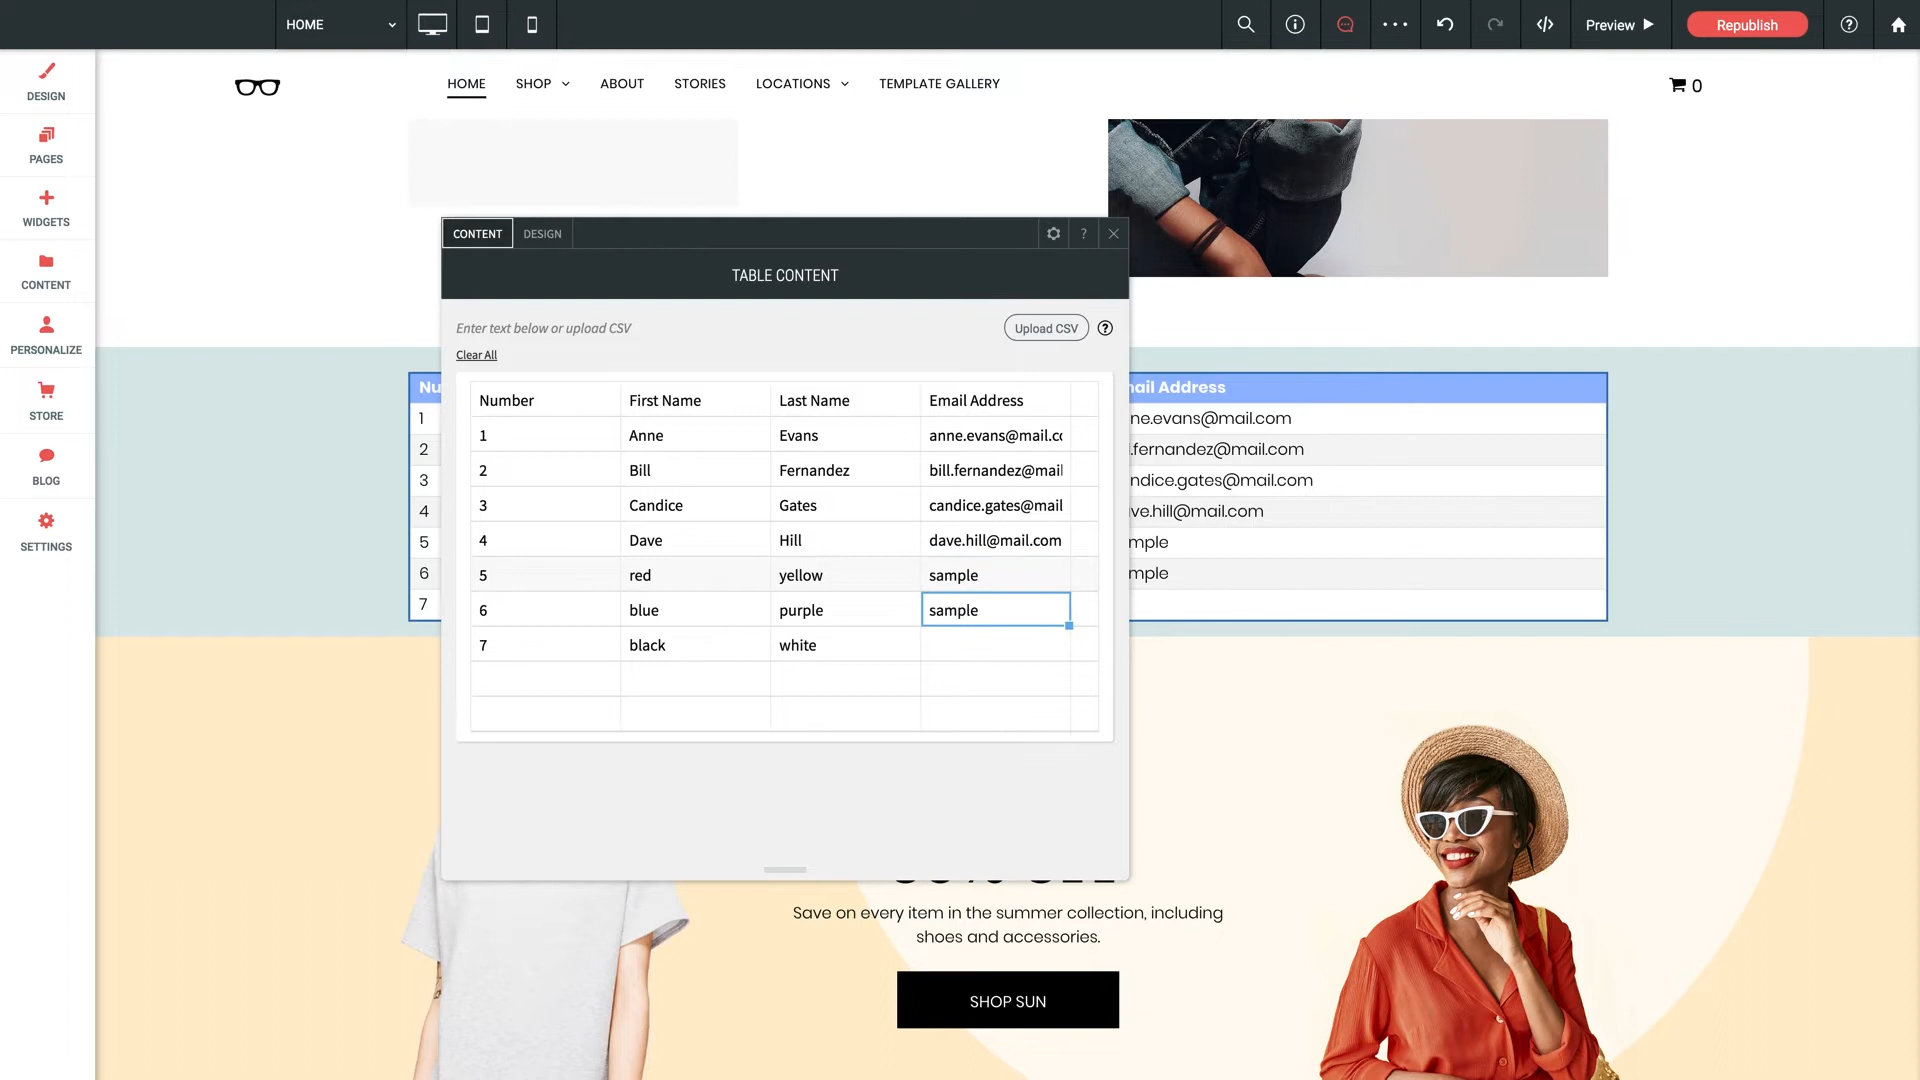 HOME
Preview
Republish
DESIGN
PAGES
WIDGETS
CONTENT
PERSONALIZE
STORE
BLOG
SETTINGS
HOME SHOP ABOUT STORIES LOCATIONS TEMPLATE GALLERY
0
CONTENT DESIGN ?
TABLE CONTENT
Enter text below or upload CSV
Upload CSV ?
Clear All
Number First Name Last Name Email Address
1 Anne Evans anne.evans@mail.co
2 Bill Fernandez bill.fernandez@mail
3 Candice Gates candice.gates@mail
4 Dave Hill dave.hill@mail.com
5 red yellow sample
6 blue purple sample
7 black white
Nu ail Address
1 ne.evans@mail.com
2 .fernandez@mail.com
3 ndice.gates@mail.com
4 ve.hill@mail.com
5 mple
6 mple
7
Save on every item in the summer collection, including
shoes and accessories.
SHOP SUN